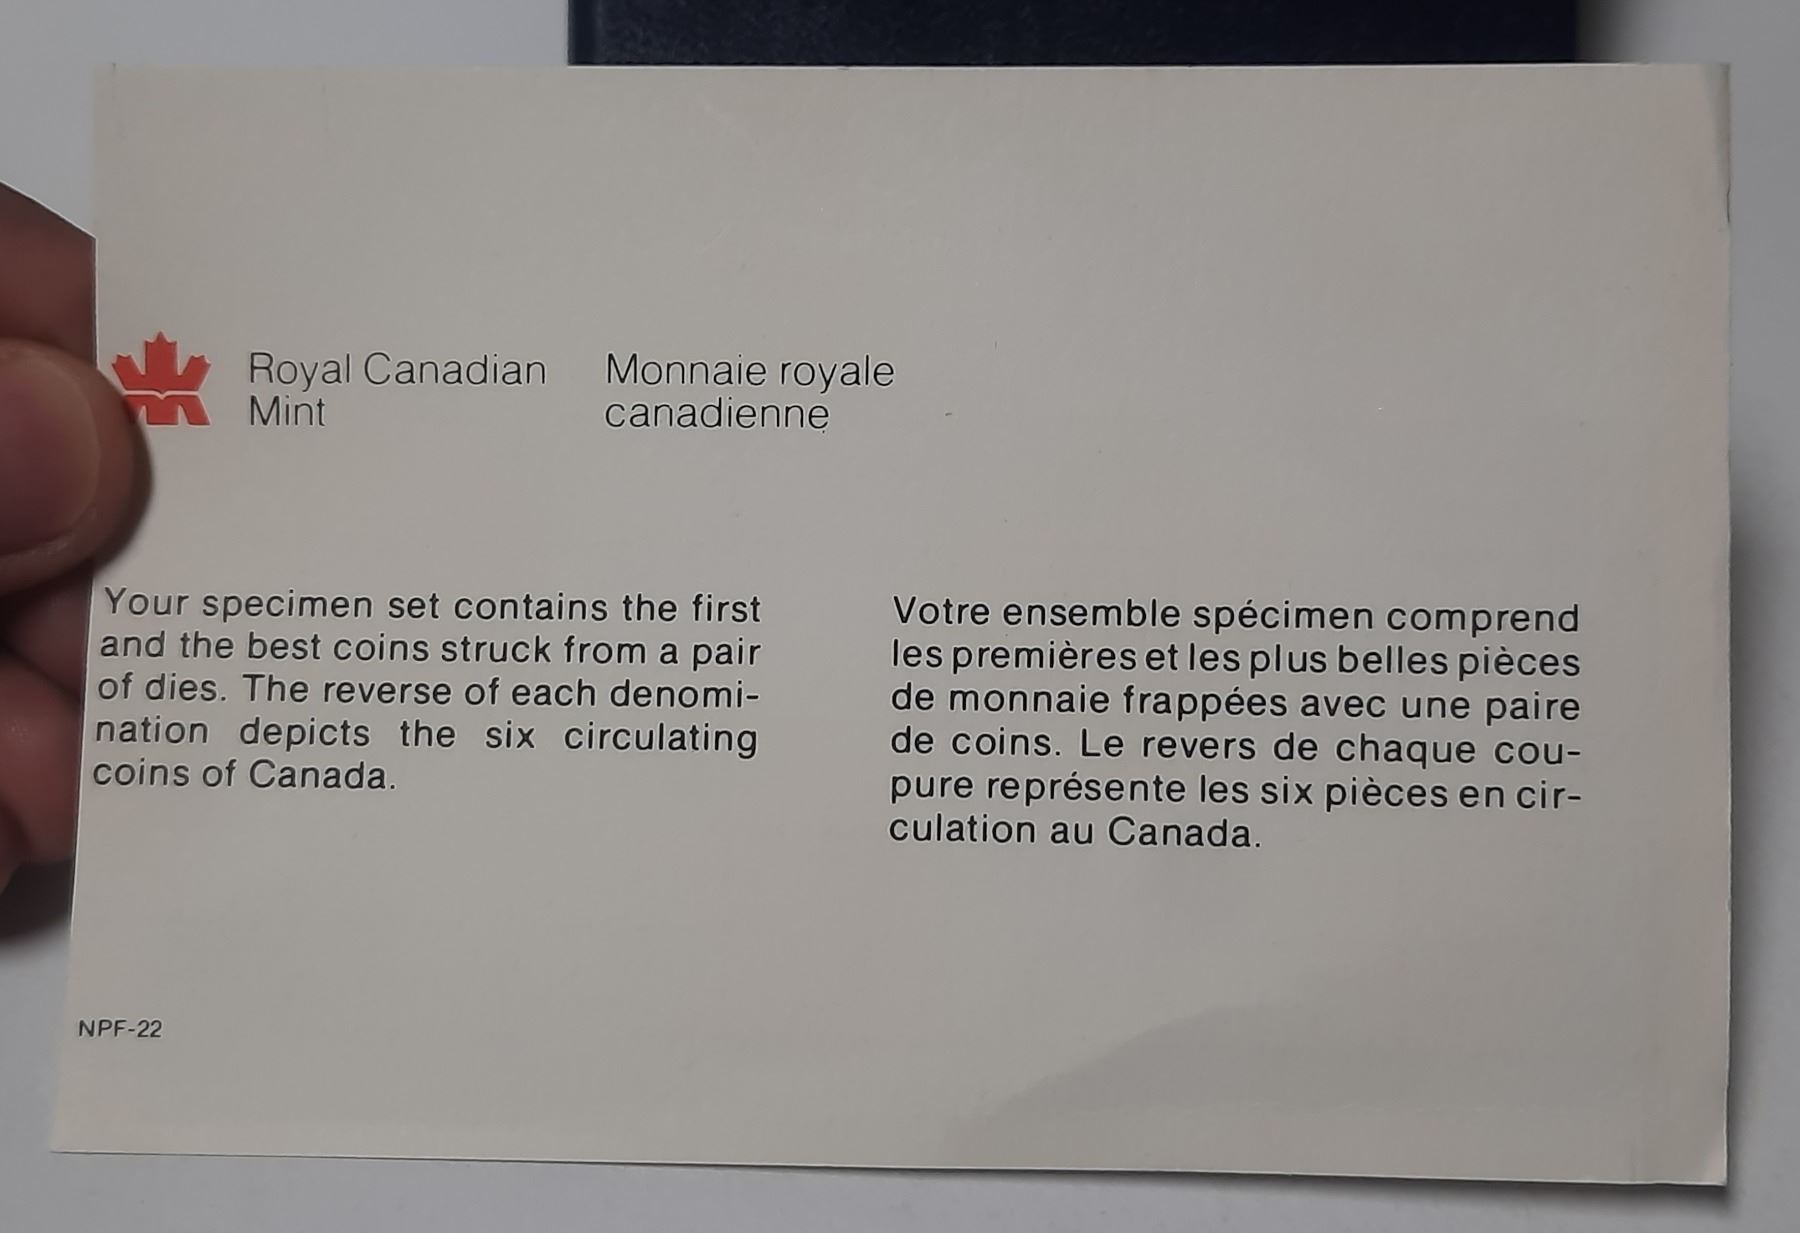 Royal Canadian
Mint
Monnaie royale
canadienne
Your specimen set contains the first
and the best coins struck from a pair
of dies. The reverse of each denomi-
nation depicts the six circulating
coins of Canada.
Votre ensemble spécimen comprend
les premières et les plus belles pièces
de monnaie frappées avec une paire
de coins. Le revers de chaque cou-
pure représente les six pièces en cir-
culation au Canada.
NPF-22